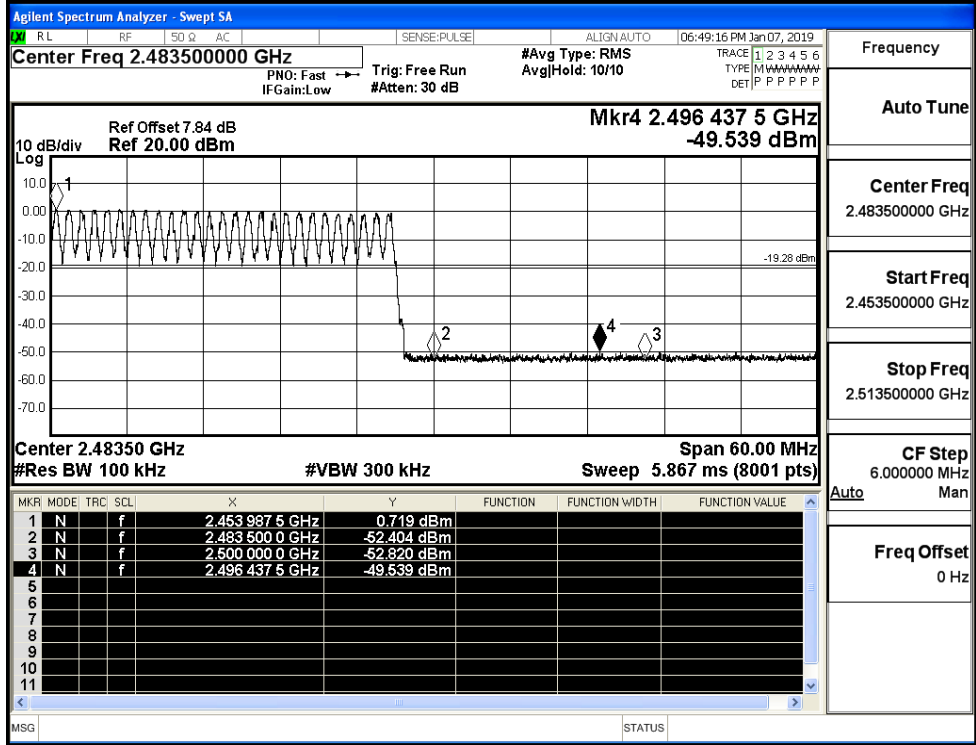 Agilent Spectrum Analyzer - Swept SA
LXI RL RF 50 Ω AC SENSE:PULSE ALIGN AUTO 06:49:16 PM Jan 07, 2019
Center Freq 2.483500000 GHz
PNO: Fast
IFGain:Low
Trig: Free Run
#Atten: 30 dB
#Avg Type: RMS
Avg|Hold: 10/10
TRACE 1 2 3 4 5 6
TYPE M W W W W W
DET P P P P P P
Ref Offset 7.84 dB
10 dB/div Ref 20.00 dBm
Log
Mkr4 2.496 437 5 GHz
-49.539 dBm
10.0
0.00
-10.0
-20.0
-30.0
-40.0
-50.0
-60.0
-70.0
1
2
4
3
-19.28 dBm
Center 2.48350 GHz Span 60.00 MHz
#Res BW 100 kHz #VBW 300 kHz Sweep 5.867 ms (8001 pts)
MKR MODE TRC SCL X Y FUNCTION FUNCTION WIDTH FUNCTION VALUE
1 N f 2.453 987 5 GHz 0.719 dBm
2 N f 2.483 500 0 GHz -52.404 dBm
3 N f 2.500 000 0 GHz -52.820 dBm
4 N f 2.496 437 5 GHz -49.539 dBm
5
6
7
8
9
10
11
MSG STATUS
Frequency
Auto Tune
Center Freq
2.483500000 GHz
Start Freq
2.453500000 GHz
Stop Freq
2.513500000 GHz
CF Step
6.000000 MHz
Auto Man
Freq Offset
0 Hz